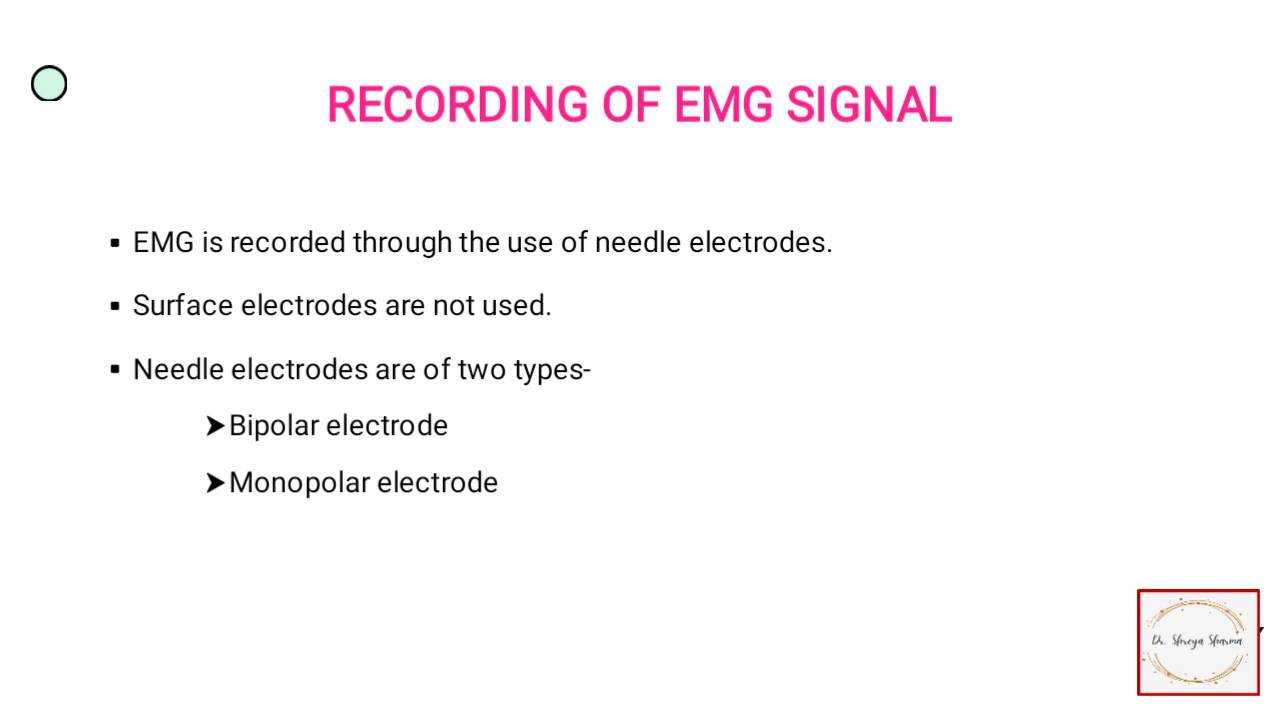 RECORDING OF EMG SIGNAL
▪ EMG is recorded through the use of needle electrodes.
▪ Surface electrodes are not used.
▪ Needle electrodes are of two types-
➤Bipolar electrode
➤Monopolar electrode
Dr. Shreya Sharma